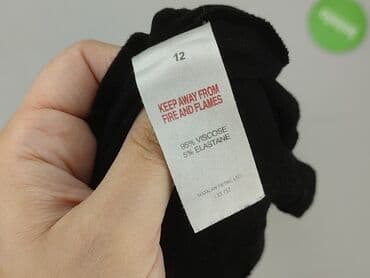 12
KEEP AWAY FROM
FIRE AND FLAMES
95% VISCOSE
5% ELASTANE